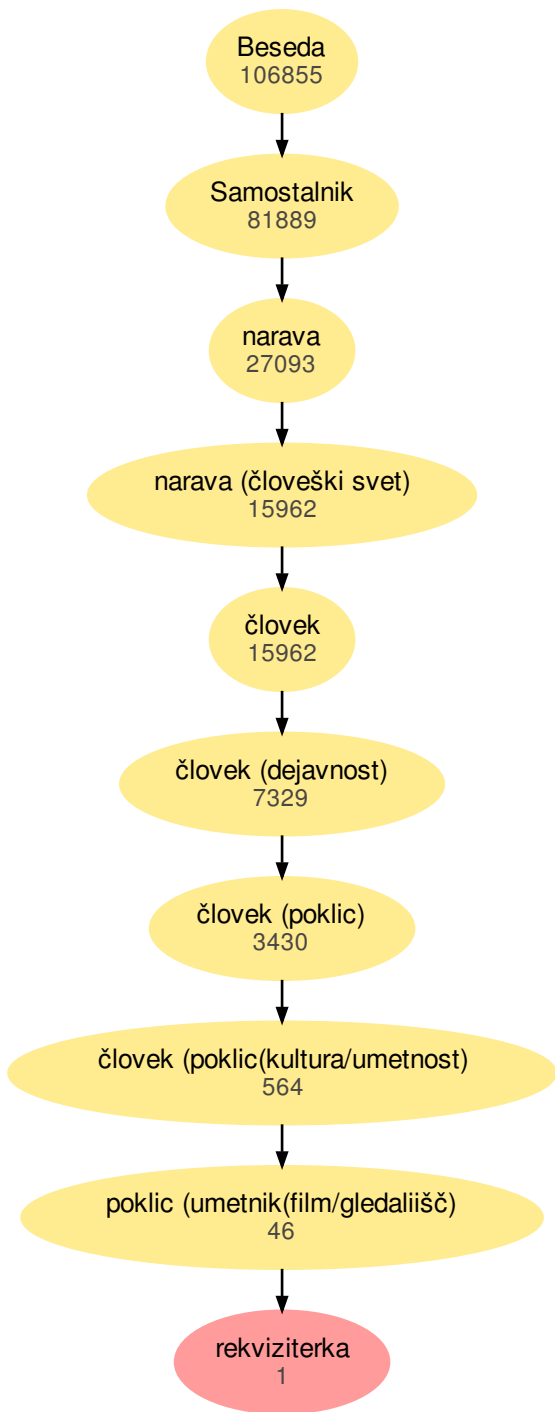 Beseda
106855
Samostalnik
81889
narava
27093
narava (človeški svet)
15962
človek
15962
človek (dejavnost)
7329
človek (poklic)
3430
človek (poklic(kultura/umetnost)
564
poklic (umetnik(film/gledaliišč)
46
rekviziterka
1